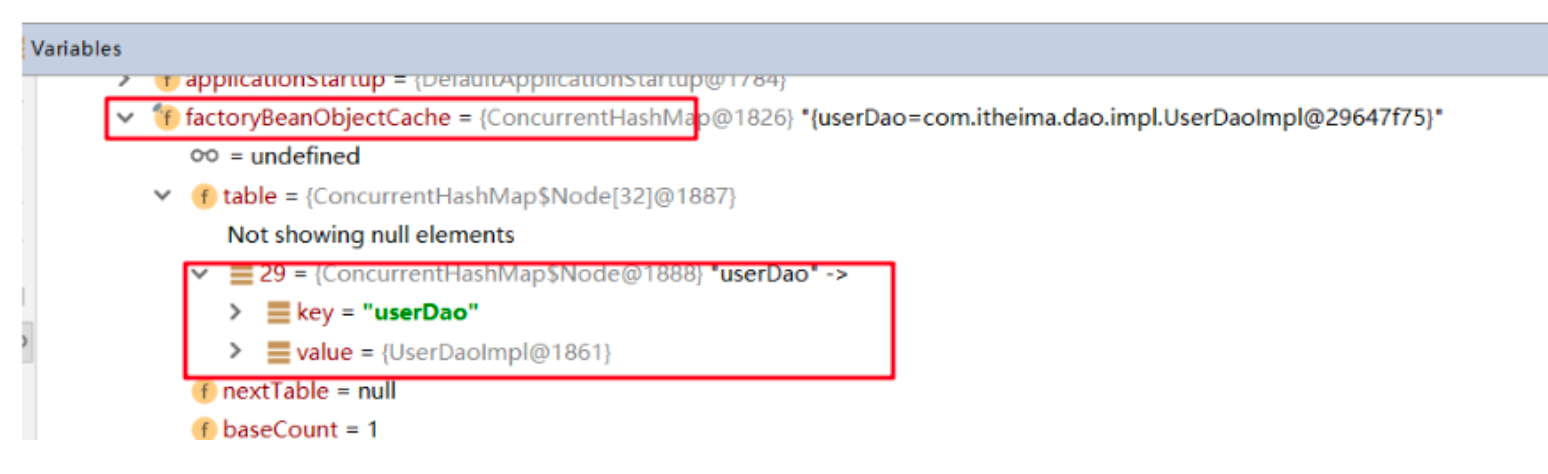 Variables
applicationStartup = {DefaultApplicationStartup@1784}
factoryBeanObjectCache = {ConcurrentHashMap@1826} "{userDao=com.itheima.dao.impl.UserDaoImpl@29647f75}"
= undefined
table = {ConcurrentHashMap$Node[32]@1887}
Not showing null elements
29 = {ConcurrentHashMap$Node@1888} "userDao" ->
key = "userDao"
value = {UserDaoImpl@1861}
nextTable = null
baseCount = 1